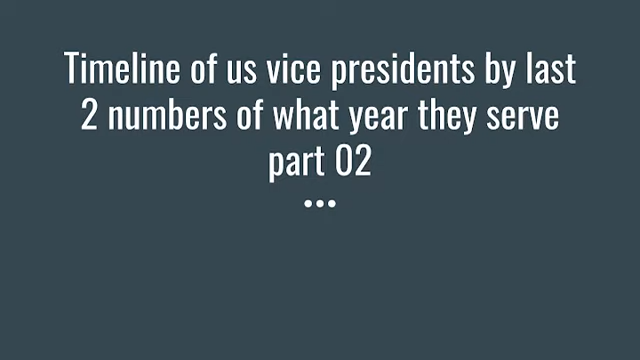 Timeline of us vice presidents by last
2 numbers of what year they serve
part 02
...